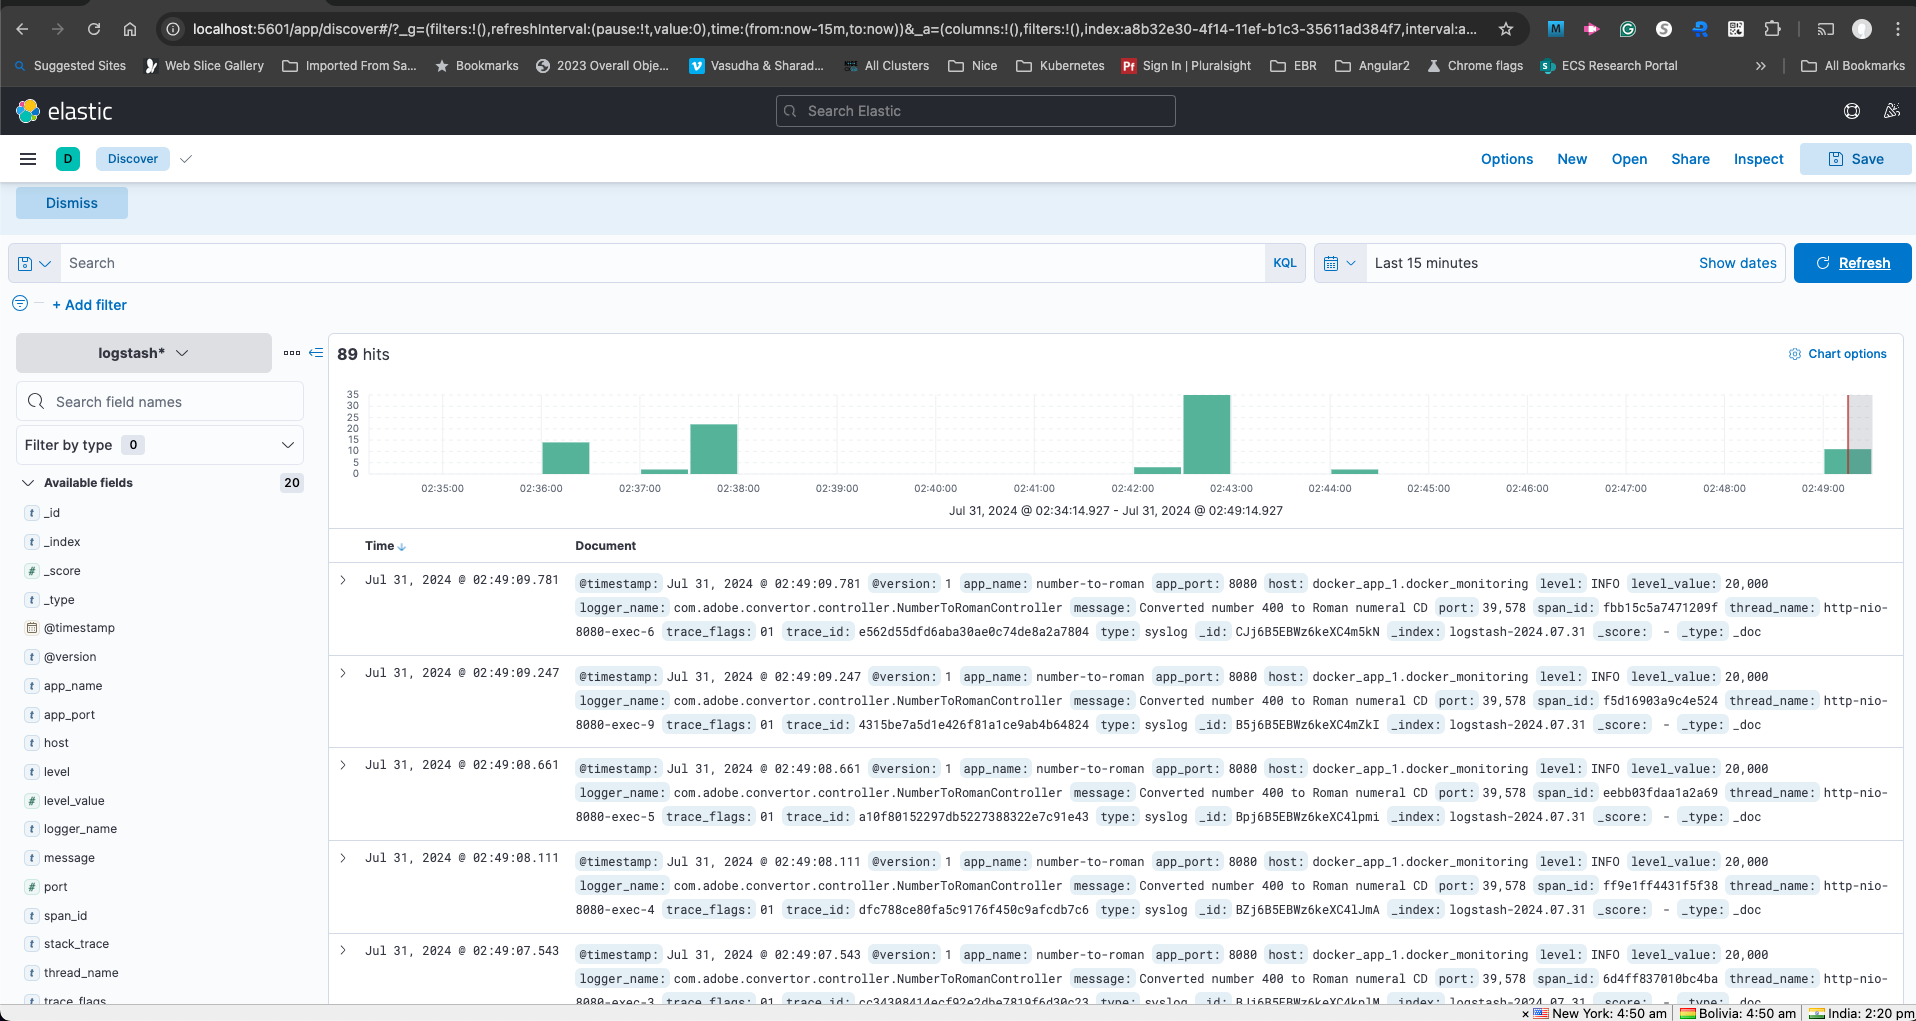 localhost:5601/app/discover#/?_g=(filters:!(),refreshInterval:(pause:!t,value:0),time:(from:now-15m,to:now))&_a=(columns:!(),filters:!(),index:a8b32e30-4f14-11ef-b1c3-35611ad384f7,interval:a...
Suggested Sites Web Slice Gallery Imported From Sa... Bookmarks 2023 Overall Obje... Vasudha & Sharad... All Clusters Nice Kubernetes Sign In | Pluralsight EBR Angular2 Chrome flags ECS Research Portal » All Bookmarks
elastic Search Elastic
D Discover Options New Open Share Inspect Save
Dismiss
Search KQL Last 15 minutes Show dates Refresh
+ Add filter
logstash*
Search field names
Filter by type 0
Available fields 20
t _id
t _index
# _score
t _type
@timestamp
t @version
t app_name
t app_port
t host
t level
# level_value
t logger_name
t message
# port
t span_id
t stack_trace
t thread_name
t trace_flags
89 hits Chart options
35
30
25
20
15
10
5
0
02:35:00 02:36:00 02:37:00 02:38:00 02:39:00 02:40:00 02:41:00 02:42:00 02:43:00 02:44:00 02:45:00 02:46:00 02:47:00 02:48:00 02:49:00
Jul 31, 2024 @ 02:34:14.927 - Jul 31, 2024 @ 02:49:14.927
Time Document
Jul 31, 2024 @ 02:49:09.781 @timestamp: Jul 31, 2024 @ 02:49:09.781 @version: 1 app_name: number-to-roman app_port: 8080 host: docker_app_1.docker_monitoring level: INFO level_value: 20,000
logger_name: com.adobe.convertor.controller.NumberToRomanController message: Converted number 400 to Roman numeral CD port: 39,578 span_id: fbb15c5a7471209f thread_name: http-nio-
8080-exec-6 trace_flags: 01 trace_id: e562d55dfd6aba30ae0c74de8a2a7804 type: syslog _id: CJj6B5EBWz6keXC4m5kN _index: logstash-2024.07.31 _score: - _type: _doc
Jul 31, 2024 @ 02:49:09.247 @timestamp: Jul 31, 2024 @ 02:49:09.247 @version: 1 app_name: number-to-roman app_port: 8080 host: docker_app_1.docker_monitoring level: INFO level_value: 20,000
logger_name: com.adobe.convertor.controller.NumberToRomanController message: Converted number 400 to Roman numeral CD port: 39,578 span_id: f5d16903a9c4e524 thread_name: http-nio-
8080-exec-9 trace_flags: 01 trace_id: 4315be7a5d1e426f81a1ce9ab4b64824 type: syslog _id: B5j6B5EBWz6keXC4mZkI _index: logstash-2024.07.31 _score: - _type: _doc
Jul 31, 2024 @ 02:49:08.661 @timestamp: Jul 31, 2024 @ 02:49:08.661 @version: 1 app_name: number-to-roman app_port: 8080 host: docker_app_1.docker_monitoring level: INFO level_value: 20,000
logger_name: com.adobe.convertor.controller.NumberToRomanController message: Converted number 400 to Roman numeral CD port: 39,578 span_id: eebb03fdaa1a2a69 thread_name: http-nio-
8080-exec-5 trace_flags: 01 trace_id: a10f80152297db5227388322e7c91e43 type: syslog _id: Bpj6B5EBWz6keXC4lpmi _index: logstash-2024.07.31 _score: - _type: _doc
Jul 31, 2024 @ 02:49:08.111 @timestamp: Jul 31, 2024 @ 02:49:08.111 @version: 1 app_name: number-to-roman app_port: 8080 host: docker_app_1.docker_monitoring level: INFO level_value: 20,000
logger_name: com.adobe.convertor.controller.NumberToRomanController message: Converted number 400 to Roman numeral CD port: 39,578 span_id: ff9e1ff4431f5f38 thread_name: http-nio-
8080-exec-4 trace_flags: 01 trace_id: dfc788ce80fa5c9176f450c9afcdb7c6 type: syslog _id: BZj6B5EBWz6keXC4lJmA _index: logstash-2024.07.31 _score: - _type: _doc
Jul 31, 2024 @ 02:49:07.543 @timestamp: Jul 31, 2024 @ 02:49:07.543 @version: 1 app_name: number-to-roman app_port: 8080 host: docker_app_1.docker_monitoring level: INFO level_value: 20,000
logger_name: com.adobe.convertor.controller.NumberToRomanController message: Converted number 400 to Roman numeral CD port: 39,578 span_id: 6d4ff837010bc4ba thread_name: http-nio-
8080-exec-3 trace_flags: 01 trace_id: type: syslog _id: _index: logstash-2024.07.31 _score: - _type: _doc
× New York: 4:50 am Bolivia: 4:50 am India: 2:20 pm